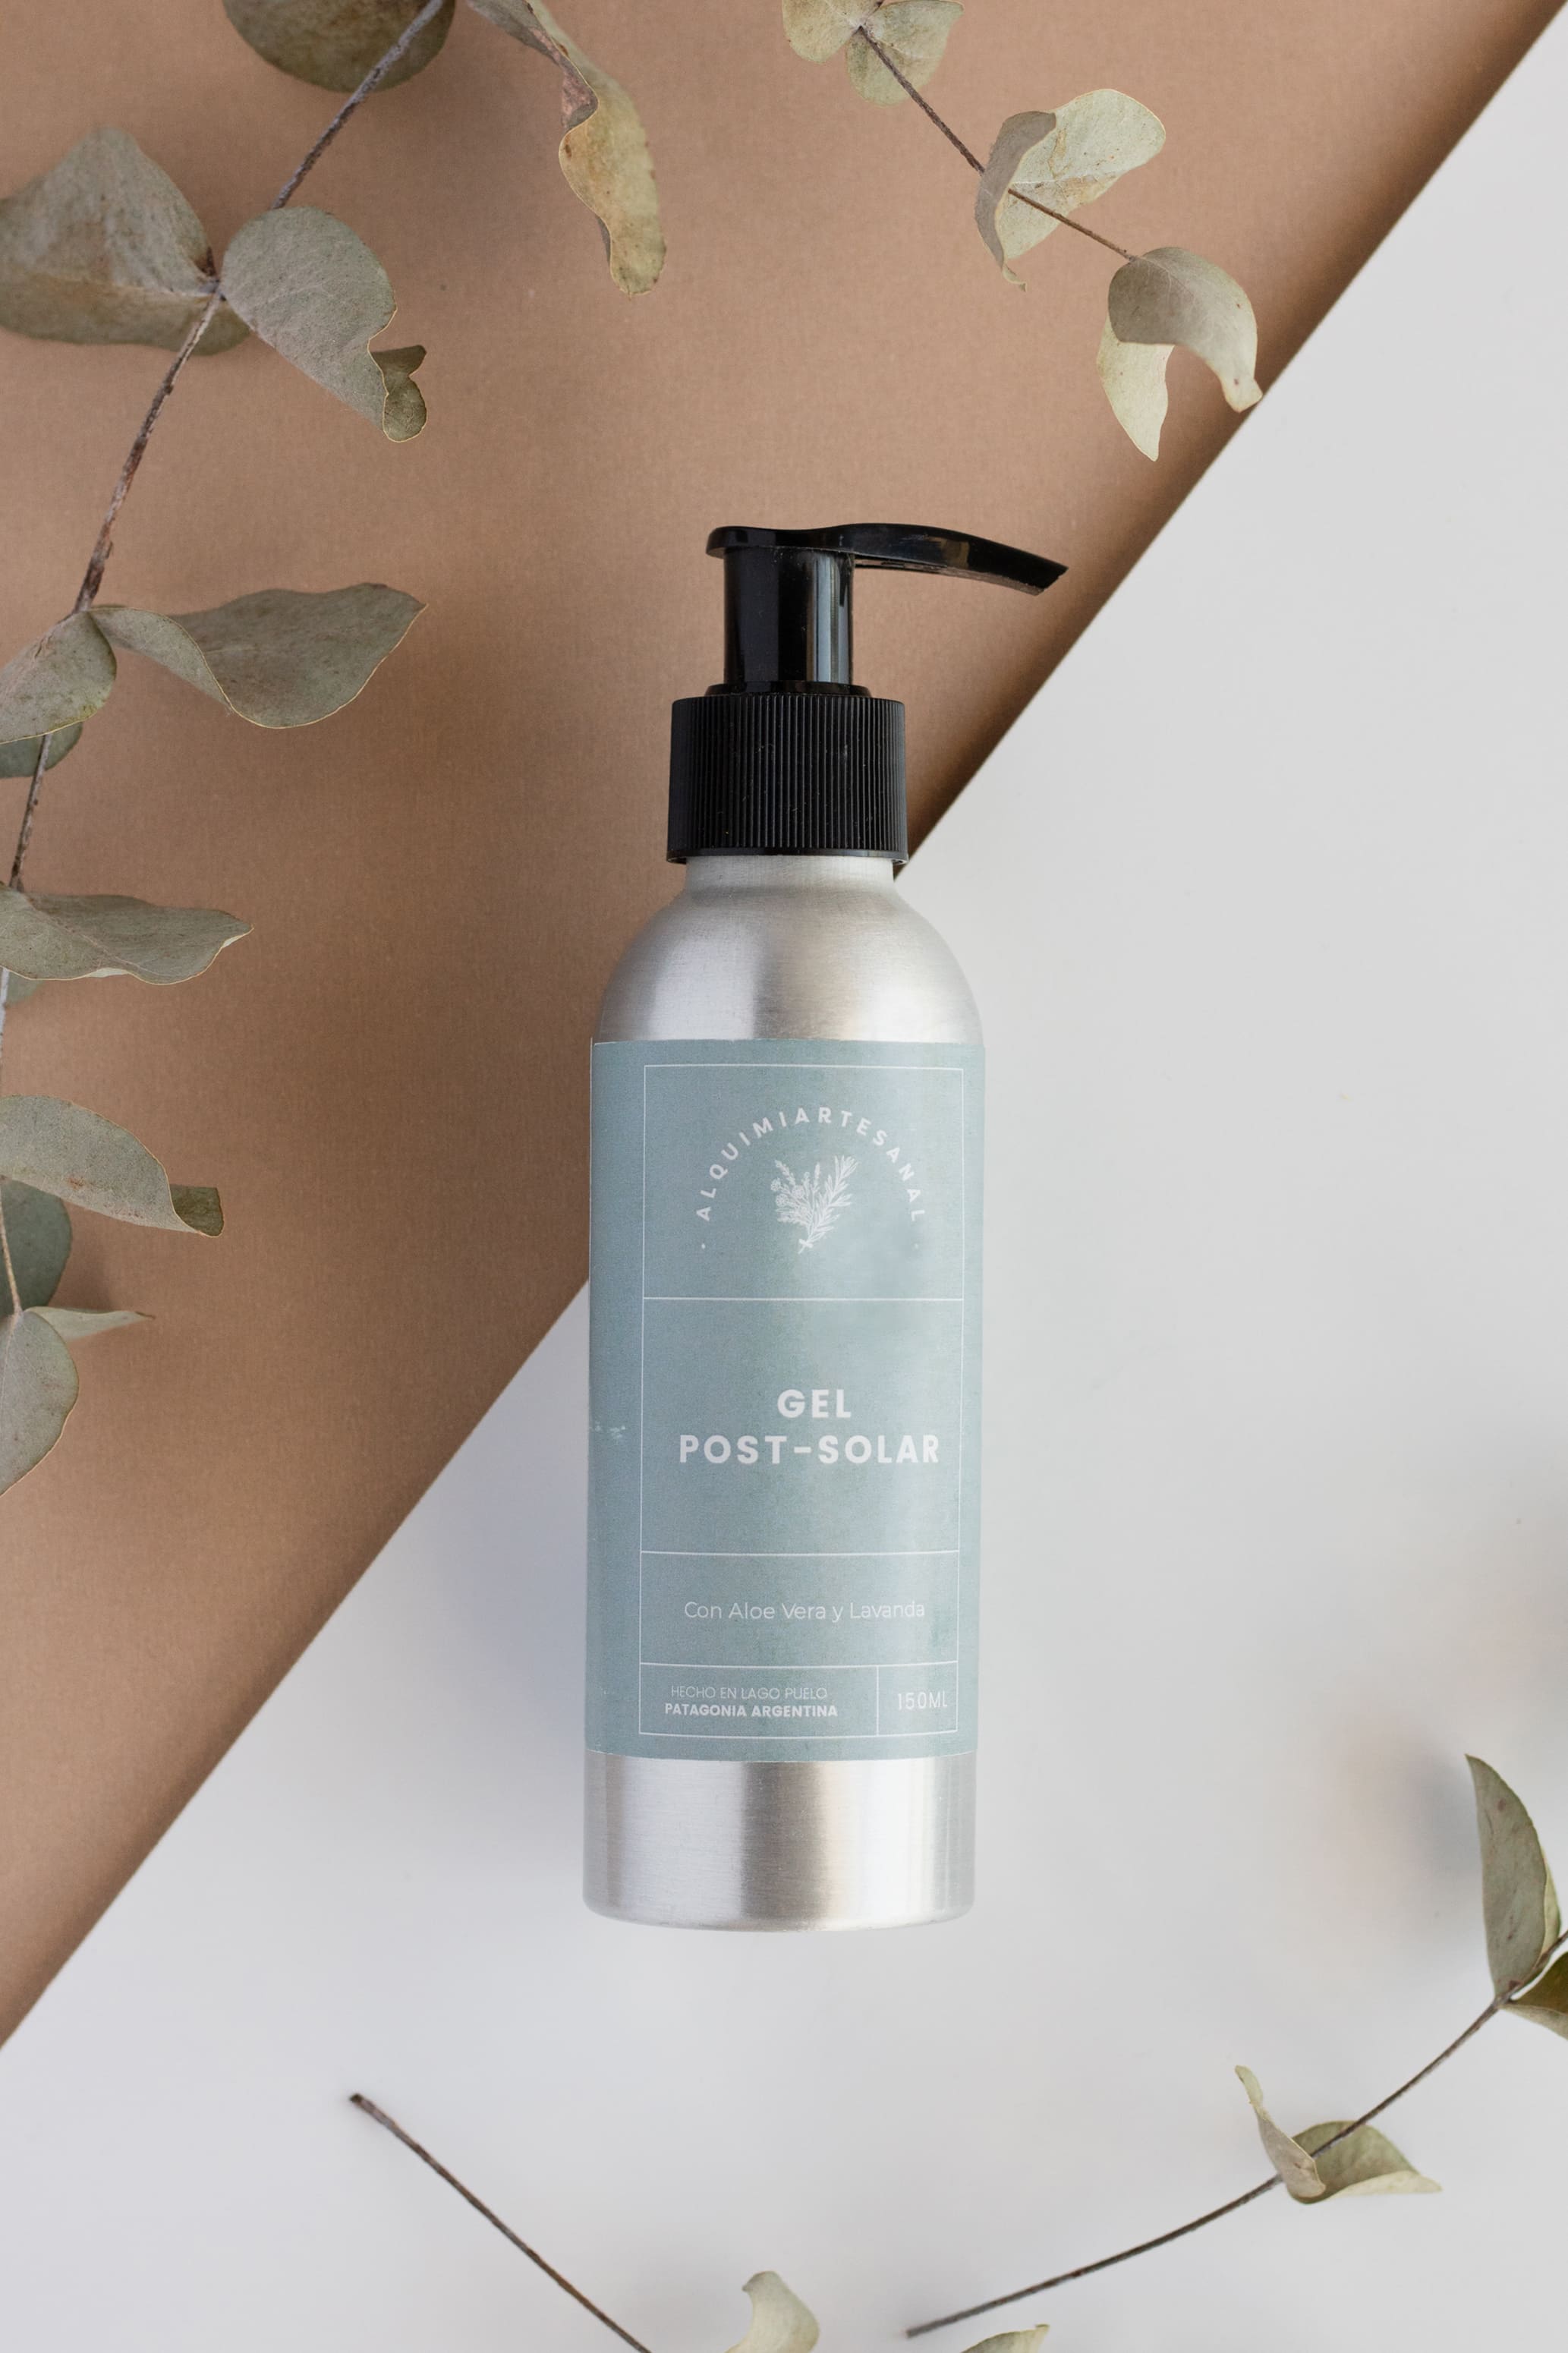 ALQUIMIARTESANAL
GEL
POST-SOLAR
Con Aloe Vera y Lavanda
HECHO EN LAGO PUELO
PATAGONIA ARGENTINA
150ML